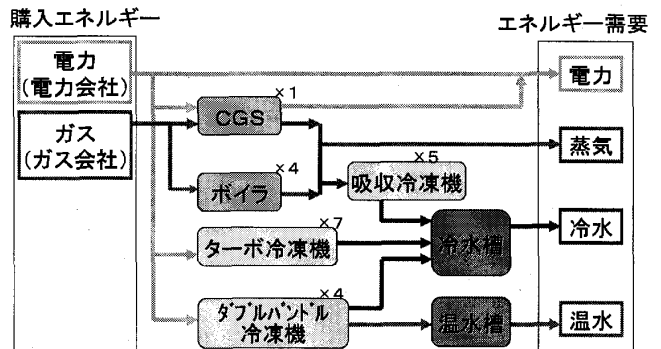 購入エネルギー
エネルギー需要
電力
(電力会社)
電力
×1
CGS
ガス
(ガス会社)
蒸気
×4
ボイラ
×5
吸収冷凍機
×7
ターボ冷凍機
冷水槽
冷水
×4
ダブルバンドル
冷凍機
温水槽
温水